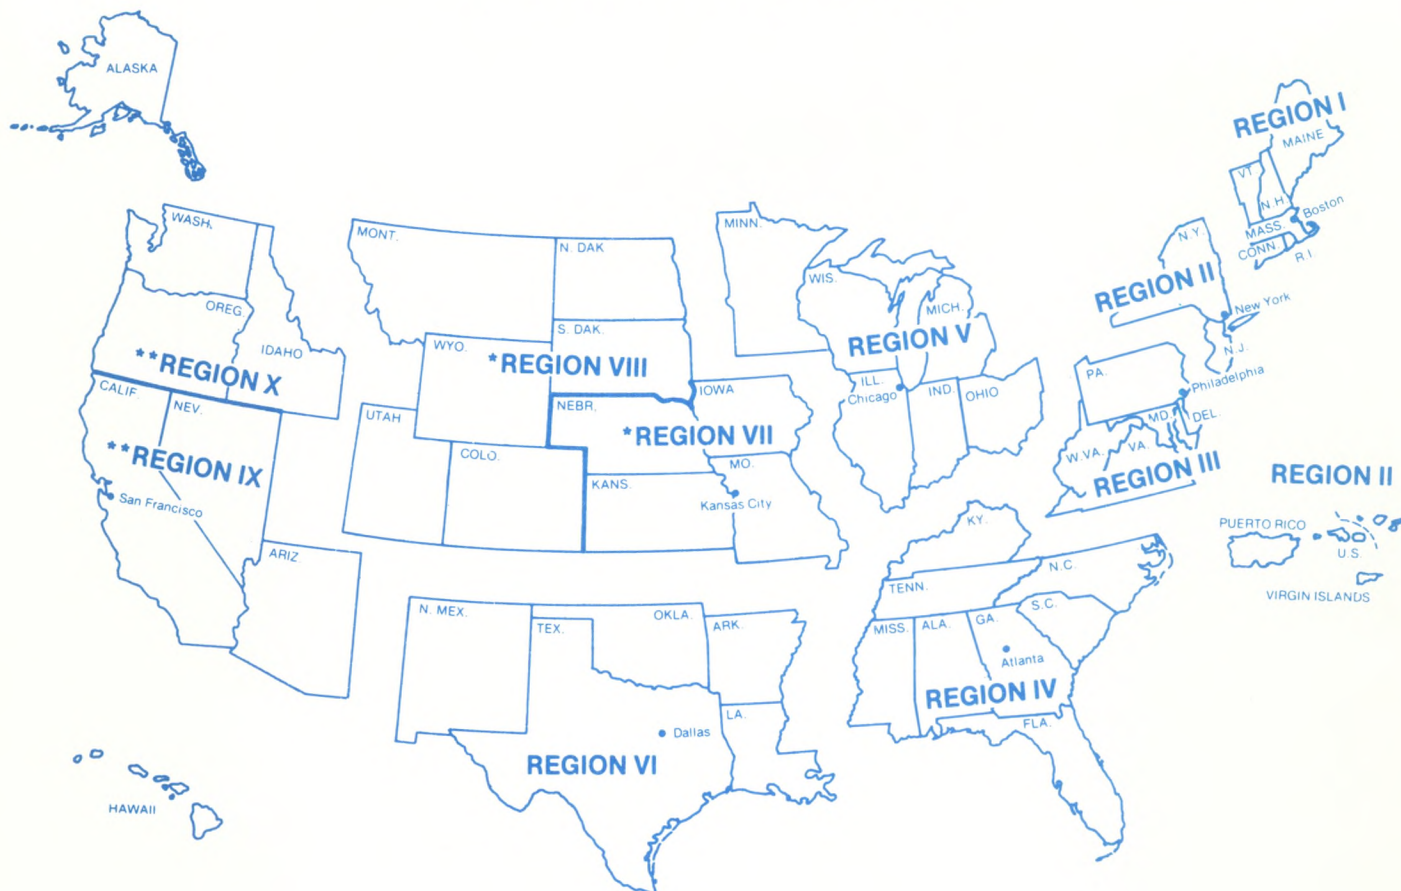 ALASKA
REGION I
MAINE
VT.
N.H.
Boston
MASS.
CONN.
R.I.
WASH.
MONT.
N. DAK
MINN.
N.Y.
WIS.
REGION II
OREG.
MICH.
New York
S. DAK.
REGION V
WYO.
N.J.
IDAHO
**REGION X
*REGION VIII
PA.
Philadelphia
CALIF.
NEV.
UTAH
NEBR.
IOWA
ILL.
Chicago
IND.
OHIO
MD.
DEL.
*REGION VII
**REGION IX
COLO.
MO.
W.VA.
VA.
REGION III
REGION II
KANS.
Kansas City
San Francisco
KY.
PUERTO RICO
U.S.
VIRGIN ISLANDS
ARIZ.
N.C.
TENN.
N. MEX.
OKLA.
TEX.
ARK.
MISS.
ALA.
GA.
S.C.
Atlanta
REGION IV
LA.
FLA.
Dallas
REGION VI
HAWAII